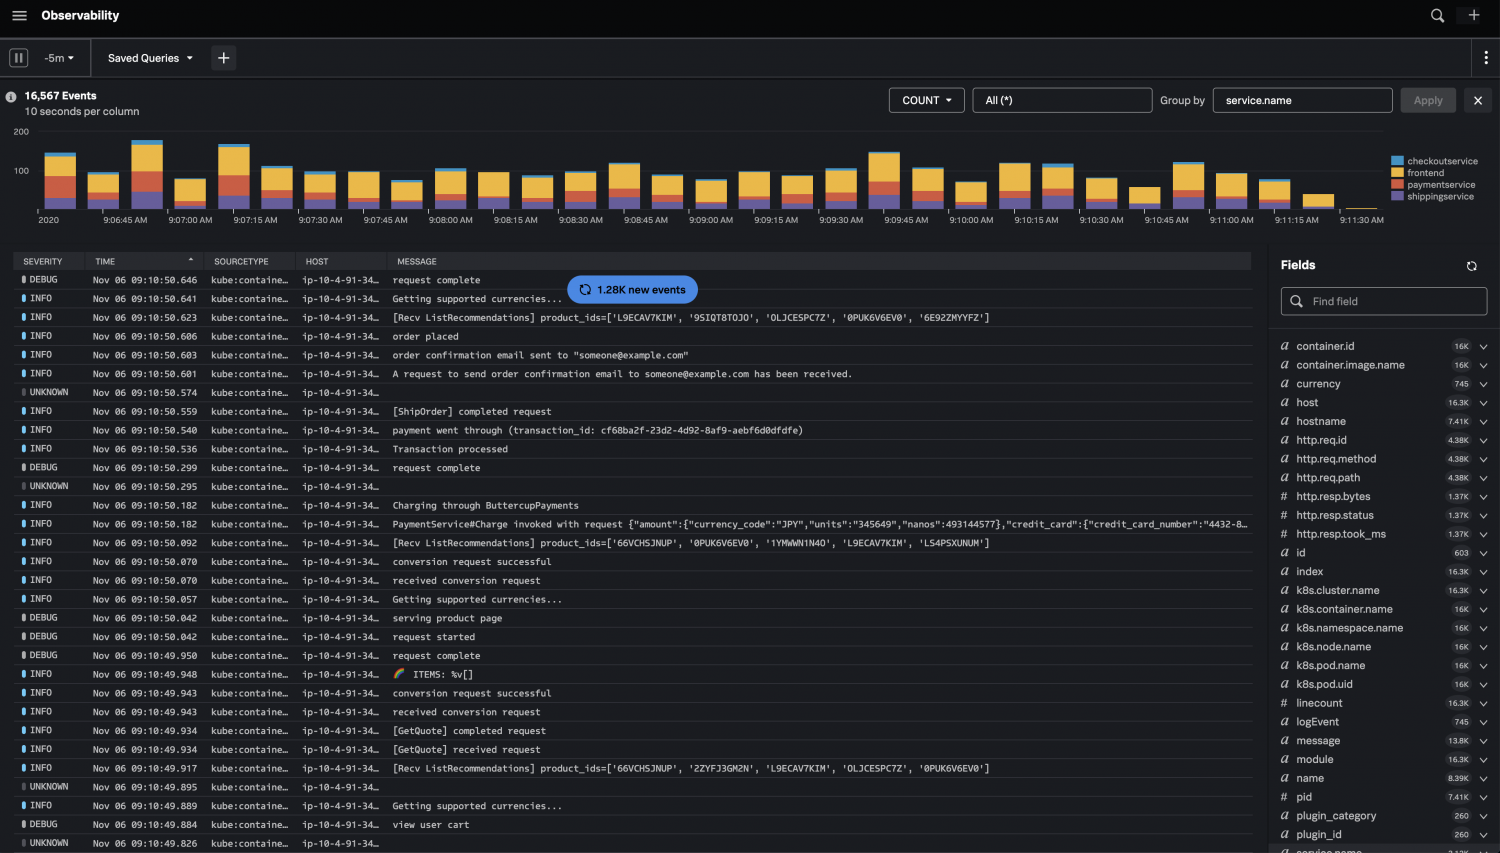 Observability
-5m
Saved Queries
16,567 Events
10 seconds per column
COUNT
All (*)
Group by
service.name
Apply
200
100
2020 9:06:45 AM 9:07:00 AM 9:07:15 AM 9:07:30 AM 9:07:45 AM 9:08:00 AM 9:08:15 AM 9:08:30 AM 9:08:45 AM 9:09:00 AM 9:09:15 AM 9:09:30 AM 9:09:45 AM 9:10:00 AM 9:10:15 AM 9:10:30 AM 9:10:45 AM 9:11:00 AM 9:11:15 AM 9:11:30 AM
checkoutservice
frontend
paymentservice
shippingservice
SEVERITY TIME SOURCETYPE HOST MESSAGE
1.28K new events
DEBUG Nov 06 09:10:50.646 kube:containe... ip-10-4-91-34... request complete
INFO Nov 06 09:10:50.641 kube:containe... ip-10-4-91-34... Getting supported currencies...
INFO Nov 06 09:10:50.623 kube:containe... ip-10-4-91-34... [Recv ListRecommendations] product_ids=['L9ECAV7KIM', '9SIQT8TOJO', 'OLJCESPC7Z', '0PUK6V6EV0', '6E92ZMYYFZ']
INFO Nov 06 09:10:50.606 kube:containe... ip-10-4-91-34... order placed
INFO Nov 06 09:10:50.603 kube:containe... ip-10-4-91-34... order confirmation email sent to "someone@example.com"
INFO Nov 06 09:10:50.601 kube:containe... ip-10-4-91-34... A request to send order confirmation email to someone@example.com has been received.
UNKNOWN Nov 06 09:10:50.574 kube:containe... ip-10-4-91-34...
INFO Nov 06 09:10:50.559 kube:containe... ip-10-4-91-34... [ShipOrder] completed request
INFO Nov 06 09:10:50.540 kube:containe... ip-10-4-91-34... payment went through (transaction_id: cf68ba2f-23d2-4d92-8af9-aebf6d0dfdfe)
INFO Nov 06 09:10:50.536 kube:containe... ip-10-4-91-34... Transaction processed
DEBUG Nov 06 09:10:50.299 kube:containe... ip-10-4-91-34... request complete
UNKNOWN Nov 06 09:10:50.295 kube:containe... ip-10-4-91-34...
INFO Nov 06 09:10:50.182 kube:containe... ip-10-4-91-34... Charging through ButtercupPayments
INFO Nov 06 09:10:50.182 kube:containe... ip-10-4-91-34... PaymentService#Charge invoked with request {"amount":{"currency_code":"JPY","units":"345649","nanos":493144577},"credit_card":{"credit_card_number":"4432-8...
INFO Nov 06 09:10:50.092 kube:containe... ip-10-4-91-34... [Recv ListRecommendations] product_ids=['66VCHSJNUP', '0PUK6V6EV0', '1YMWWN1N4O', 'L9ECAV7KIM', 'LS4PSXUNUM']
INFO Nov 06 09:10:50.070 kube:containe... ip-10-4-91-34... conversion request successful
INFO Nov 06 09:10:50.070 kube:containe... ip-10-4-91-34... received conversion request
INFO Nov 06 09:10:50.057 kube:containe... ip-10-4-91-34... Getting supported currencies...
DEBUG Nov 06 09:10:50.042 kube:containe... ip-10-4-91-34... serving product page
DEBUG Nov 06 09:10:50.042 kube:containe... ip-10-4-91-34... request started
DEBUG Nov 06 09:10:49.950 kube:containe... ip-10-4-91-34... request complete
INFO Nov 06 09:10:49.948 kube:containe... ip-10-4-91-34... 🌈 ITEMS: %v[]
INFO Nov 06 09:10:49.943 kube:containe... ip-10-4-91-34... conversion request successful
INFO Nov 06 09:10:49.943 kube:containe... ip-10-4-91-34... received conversion request
INFO Nov 06 09:10:49.934 kube:containe... ip-10-4-91-34... [GetQuote] completed request
INFO Nov 06 09:10:49.934 kube:containe... ip-10-4-91-34... [GetQuote] received request
INFO Nov 06 09:10:49.917 kube:containe... ip-10-4-91-34... [Recv ListRecommendations] product_ids=['66VCHSJNUP', '2ZYFJ3GM2N', 'L9ECAV7KIM', 'OLJCESPC7Z', '0PUK6V6EV0']
UNKNOWN Nov 06 09:10:49.895 kube:containe... ip-10-4-91-34...
INFO Nov 06 09:10:49.889 kube:containe... ip-10-4-91-34... Getting supported currencies...
DEBUG Nov 06 09:10:49.884 kube:containe... ip-10-4-91-34... view user cart
UNKNOWN Nov 06 09:10:49.826 kube:containe... ip-10-4-91-34...
Fields
Find field
a container.id 16K
a container.image.name 16K
a currency 745
a host 16.3K
a hostname 7.41K
a http.req.id 4.38K
a http.req.method 4.38K
a http.req.path 4.38K
# http.resp.bytes 1.37K
# http.resp.status 1.37K
# http.resp.took_ms 1.37K
a id 603
a index 16.3K
a k8s.cluster.name 16.3K
a k8s.container.name 16K
a k8s.namespace.name 16K
a k8s.node.name 16K
a k8s.pod.name 16K
a k8s.pod.uid 16K
# linecount 16.3K
a logEvent 745
a message 13.8K
a module 16.3K
a name 8.39K
# pid 7.41K
a plugin_category 260
a plugin_id 260